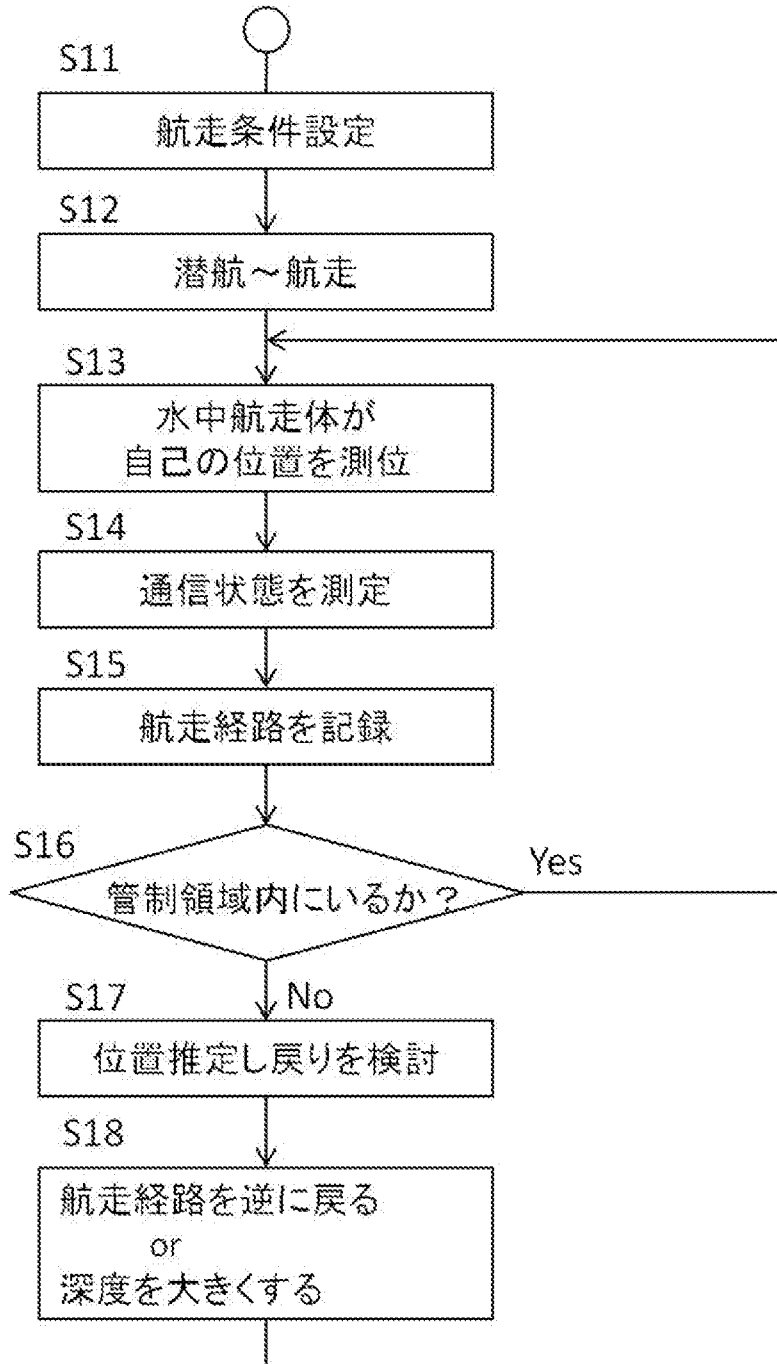 S11
航走条件設定
S12
潜航～航走
S13
水中航走体が
自己の位置を測位
S14
通信状態を測定
S15
航走経路を記録
S16
管制領域内にいるか？
Yes
No
S17
位置推定し戻りを検討
S18
航走経路を逆に戻る
or
深度を大きくする